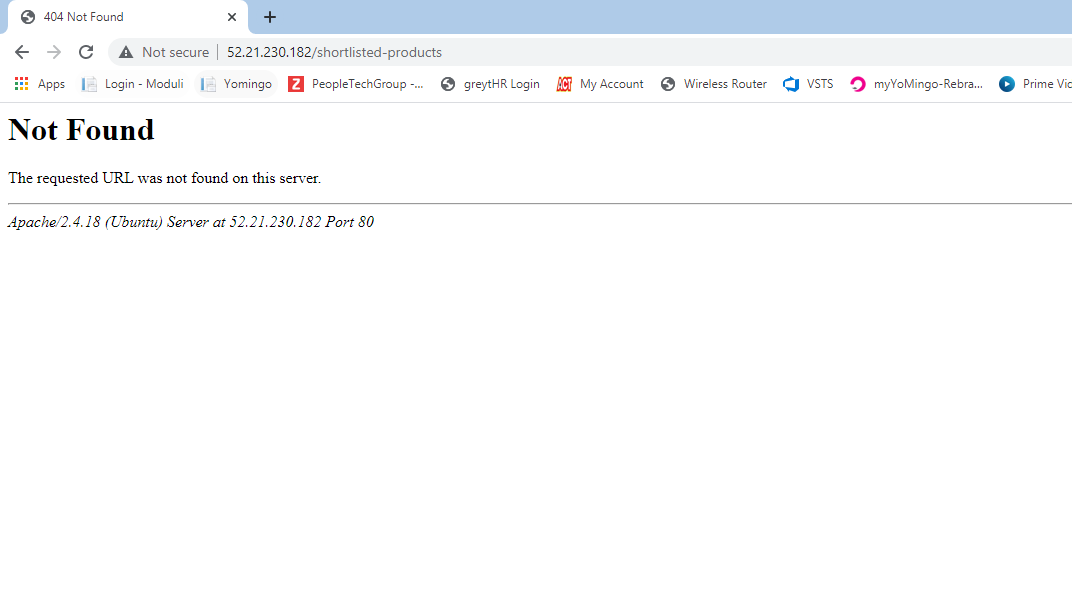 404 Not Found
Not secure 52.21.230.182/shortlisted-products
Apps Login - Moduli Yomingo Z PeopleTechGroup -... greytHR Login ACT My Account Wireless Router VSTS myYoMingo-Rebra... Prime Vic
Not Found
The requested URL was not found on this server.
Apache/2.4.18 (Ubuntu) Server at 52.21.230.182 Port 80